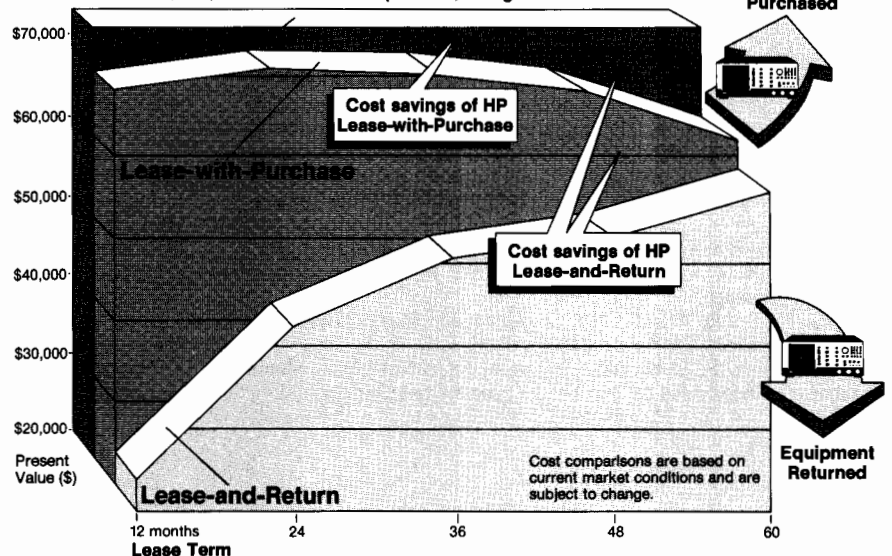 Purchased
$70,000
Cost savings of HP
Lease-with-Purchase
$60,000
Lease-with-Purchase
$50,000
Cost savings of HP
Lease-and-Return
$40,000
$30,000
$20,000
Present
Value ($)
Equipment
Returned
Cost comparisons are based on
current market conditions and are
subject to change.
Lease-and-Return
12 months
24
36
48
60
Lease Term